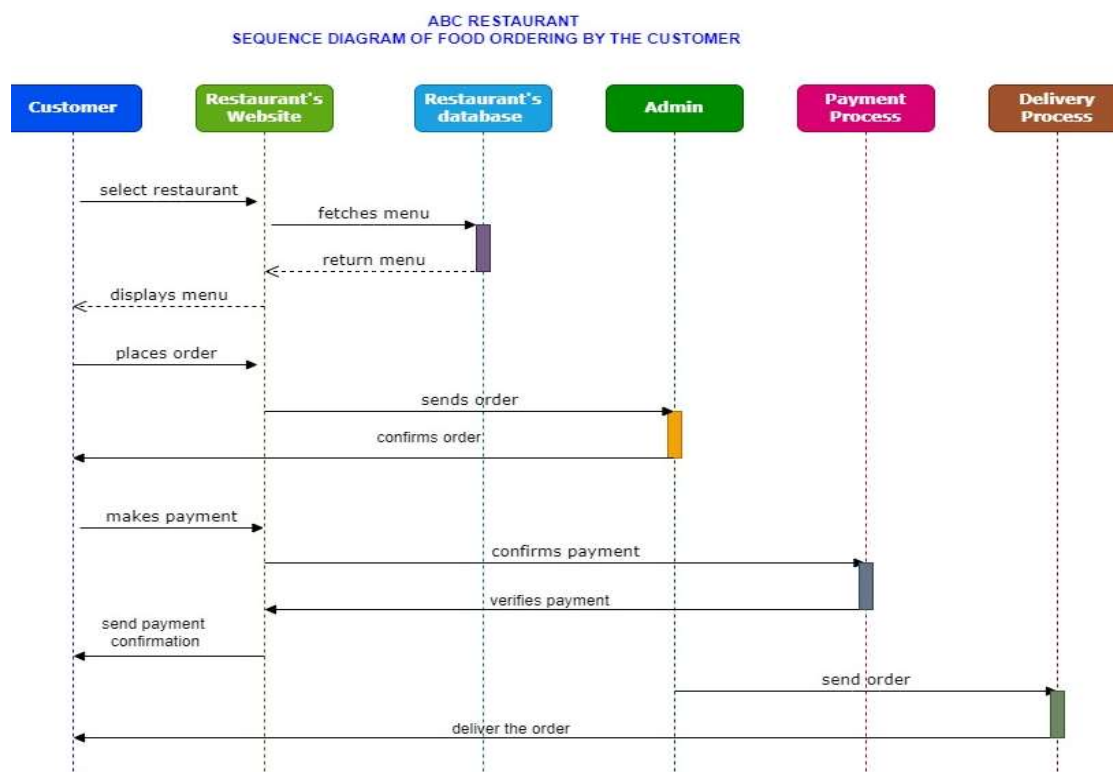 ABC RESTAURANT
SEQUENCE DIAGRAM OF FOOD ORDERING BY THE CUSTOMER
Customer
Restaurant's
Website
Restaurant's
database
Admin
Payment
Process
Delivery
Process
select restaurant
fetches menu
return menu
displays menu
places order
sends order
confirms order
makes payment
confirms payment
verifies payment
send payment
confirmation
send order
deliver the order